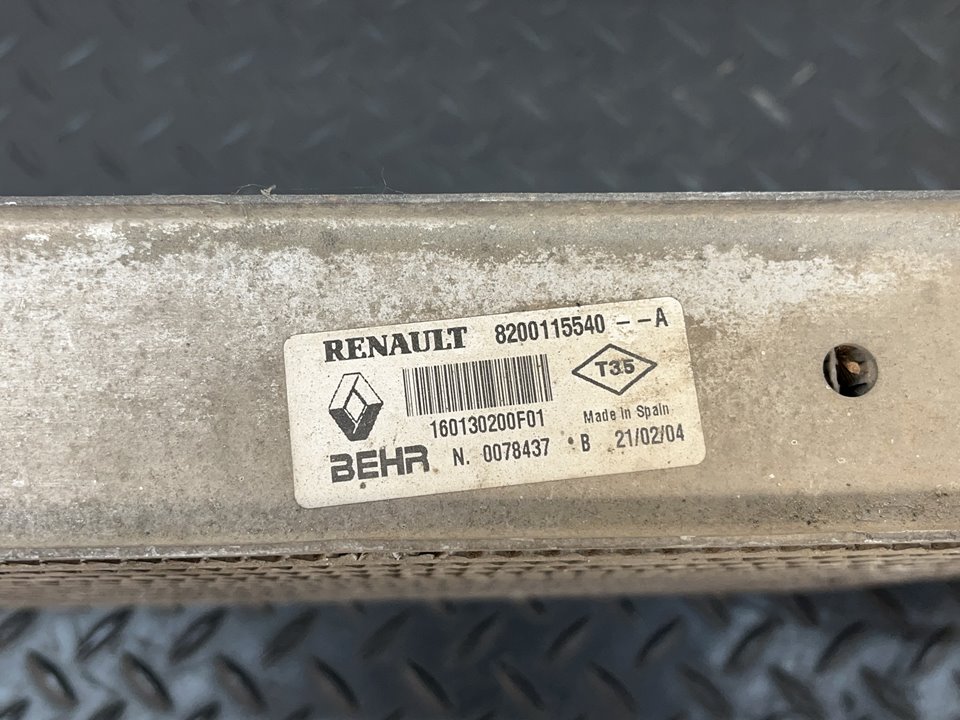 RENAULT 8200115540 - - A
T35
160130200F01
Made in Spain
BEHR N. 0078437 • B 21/02/04